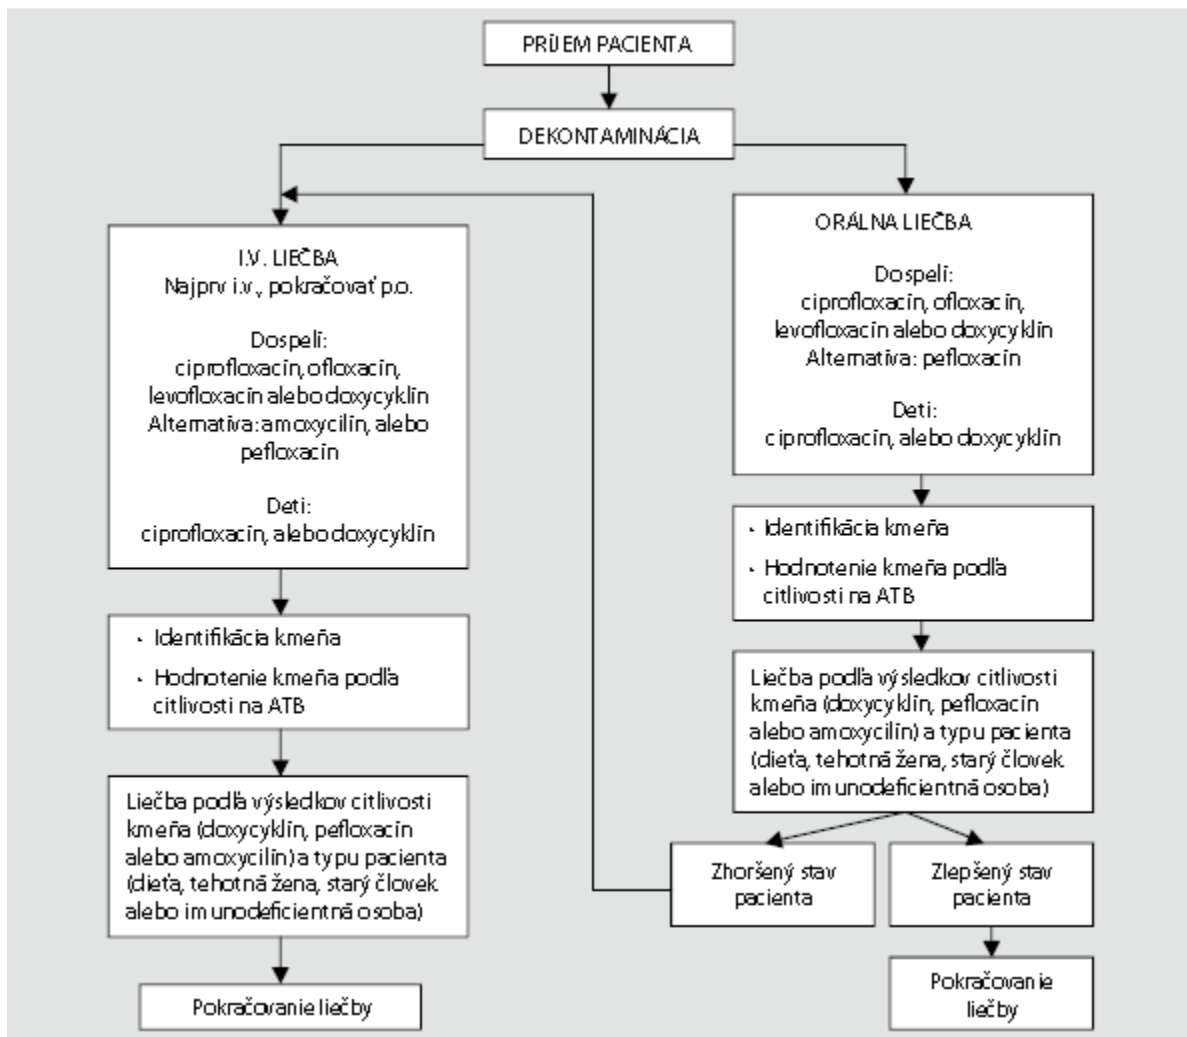 PRÍJEM PACIENTA
DEKONTAMINÁCIA
I.V. LIEČBA
Najprv i.v., pokračovať p.o.
Dospelí:
ciprofloxacín, ofloxacín,
levofloxacín alebo doxycyklín
Alternatíva: amoxycilín, alebo
pefloxacín
Deti:
ciprofloxacín, alebo doxycyklín
• Identifikácia kmeňa
• Hodnotenie kmeňa podľa
citlivosti na ATB
Liečba podľa výsledkov citlivosti
kmeňa (doxycyklín, pefloxacín
alebo amoxycilín) a typu pacienta
(dieťa, tehotná žena, starý človek
alebo imunodeficientná osoba)
Pokračovanie liečby
ORÁLNA LIEČBA
Dospelí:
ciprofloxacín, ofloxacín,
levofloxacín alebo doxycyklín
Alternatíva: pefloxacín
Deti:
ciprofloxacín, alebo doxycyklín
• Identifikácia kmeňa
• Hodnotenie kmeňa podľa
citlivosti na ATB
Liečba podľa výsledkov citlivosti
kmeňa (doxycyklín, pefloxacín
alebo amoxycilín) a typu pacienta
(dieťa, tehotná žena, starý človek
alebo imunodeficientná osoba)
Zhoršený stav
pacienta
Zlepšený stav
pacienta
Pokračovanie
liečby